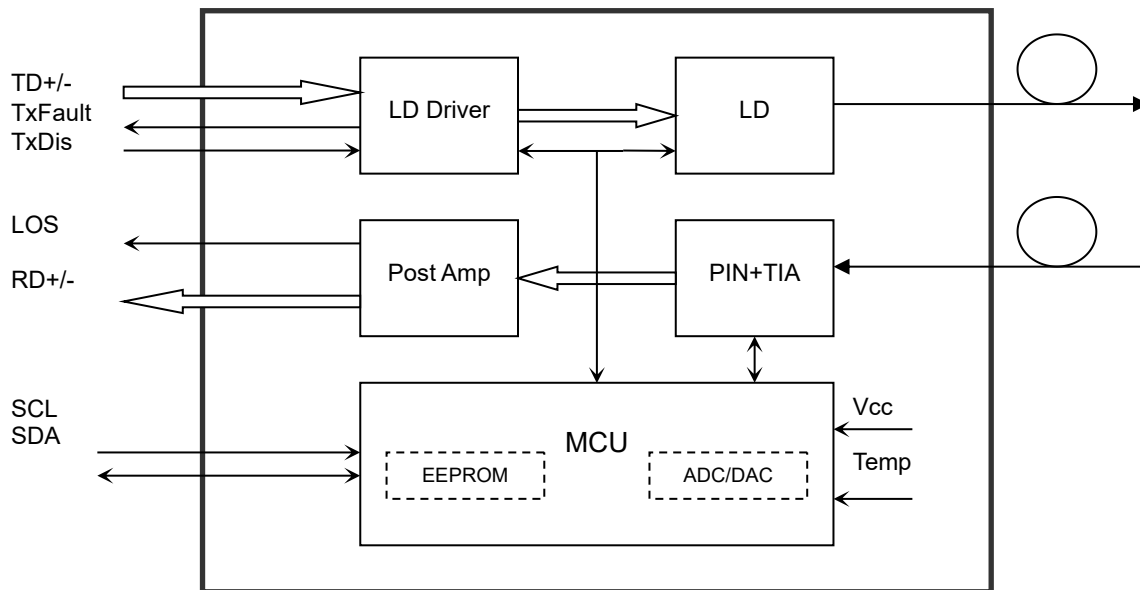 TD+/-
TxFault
TxDis
LD Driver
LD
LOS
RD+/-
Post Amp
PIN+TIA
SCL
SDA
MCU
EEPROM
ADC/DAC
Vcc
Temp